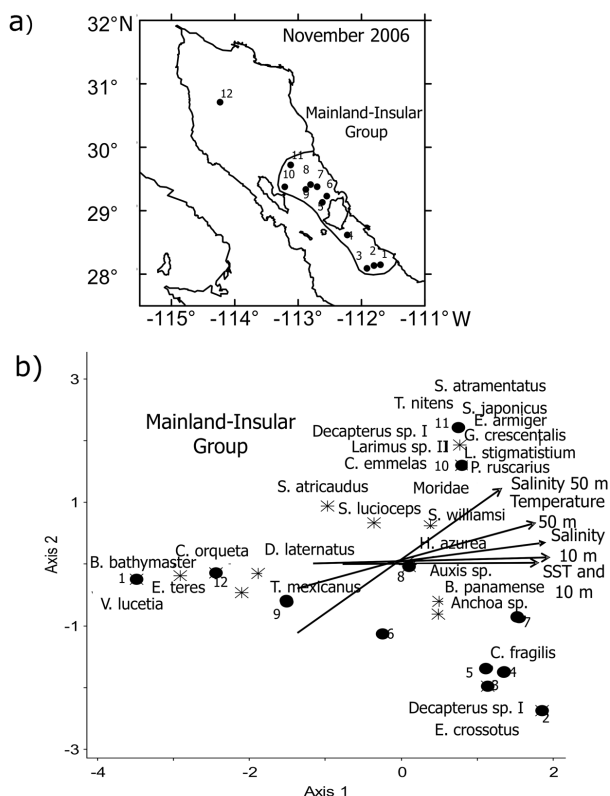 a)
32°N
November 2006
31°
12
Mainland-Insular
Group
30°
11
10 8 7
9 6
29°
5
4
3 2 1
28°
-115° -114° -113° -112° -111°W
b)
3
S. atramentatus
T. nitens S. japonicus
Mainland-Insular
Group
11 E. armiger
Decapterus sp. I G. crescentalis
Larimus sp. II L. stigmatistium
C. emmelas 10 P. ruscarius
S. atricaudus Moridae Salinity 50 m
1
S. lucioceps S. williamsi Temperature
50 m
C. orqueta D. laternatus H. azurea Salinity
10 m
B. bathymaster
1 12 8 Auxis sp. SST and
10 m
E. teres T. mexicanus B. panamense
V. lucetia 9 Anchoa sp.
-1 6 7
C. fragilis
5 4
3
Decapterus sp. I 2
E. crossotus
-3
-4 -2 0 2
Axis 2
Axis 1